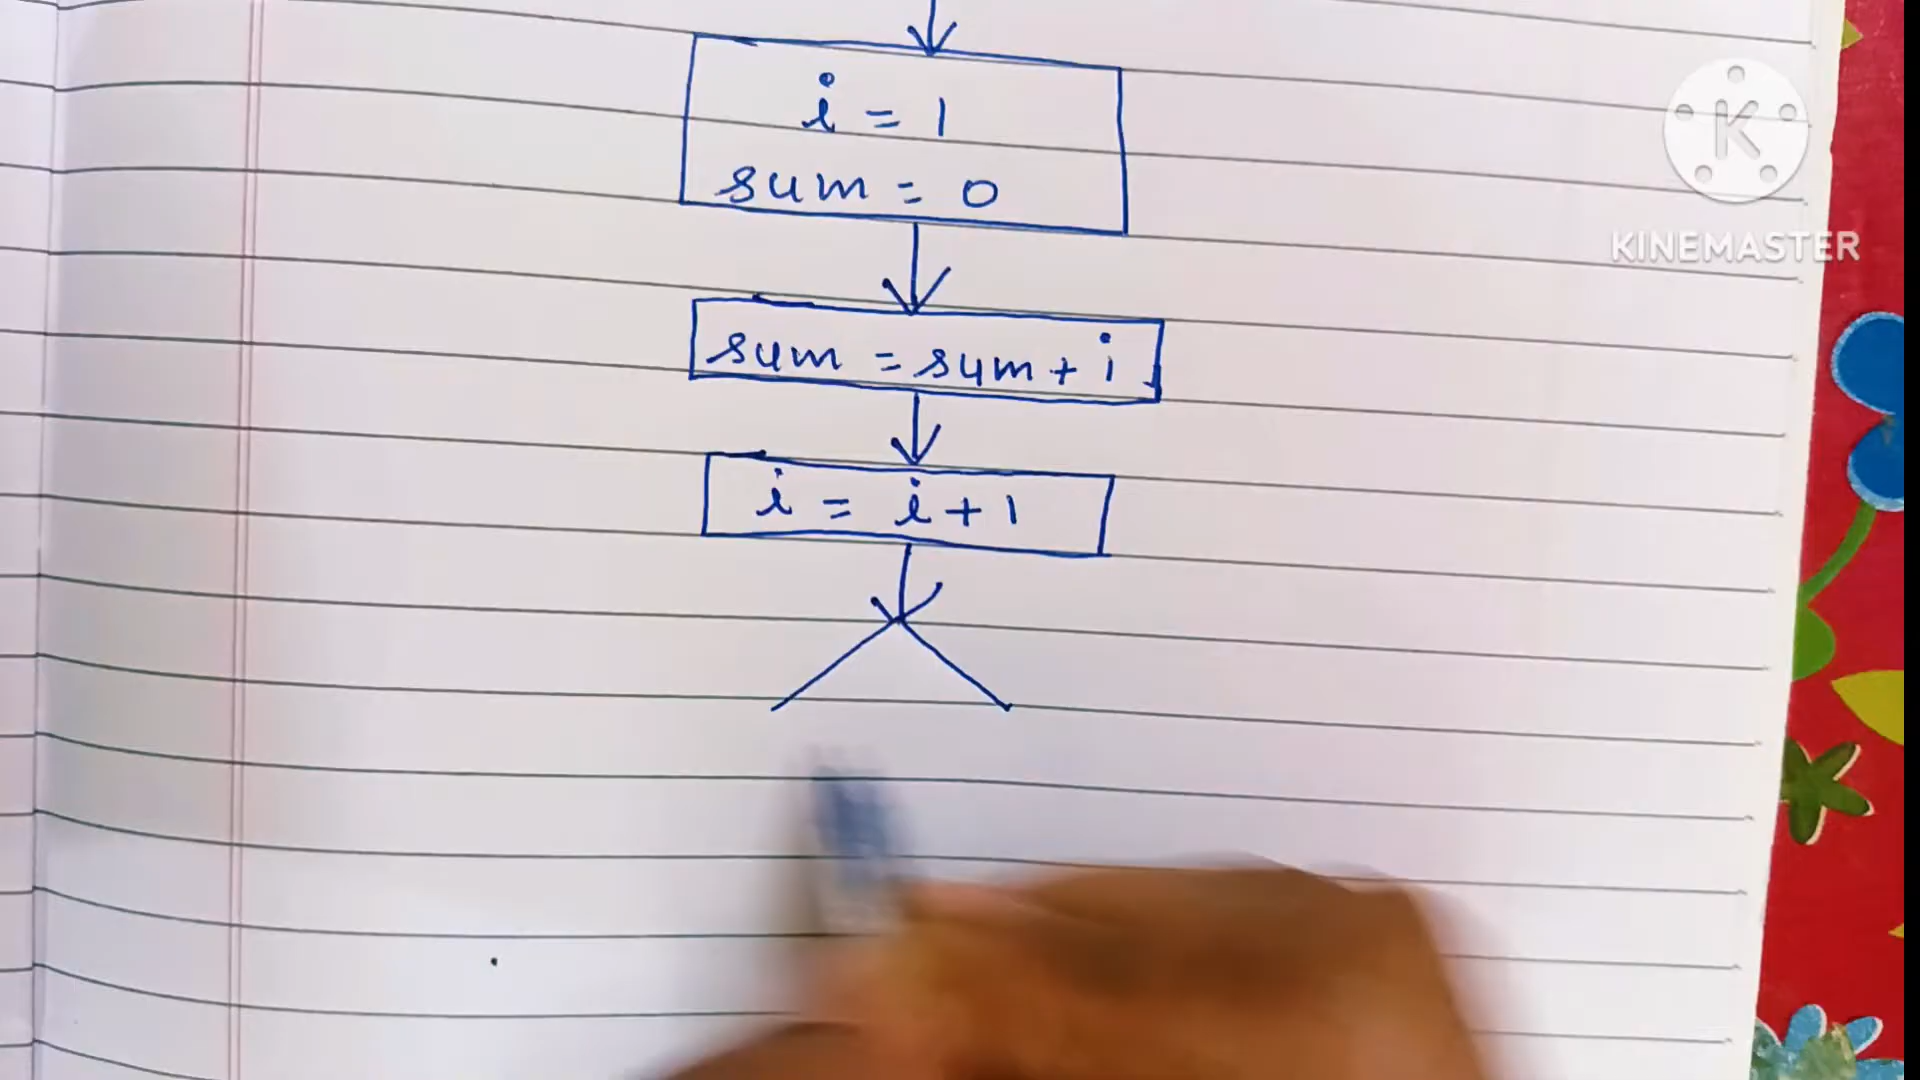 i = 1
sum = 0
sum = sum + i
i = i + 1
K
KINEMASTER